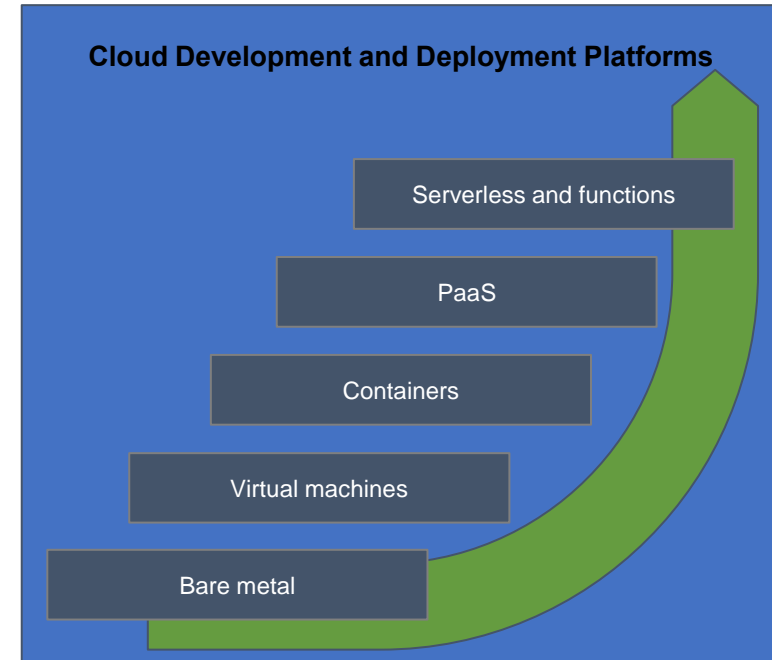 Cloud Development and Deployment Platforms
Serverless and functions
PaaS
Containers
Virtual machines
Bare metal